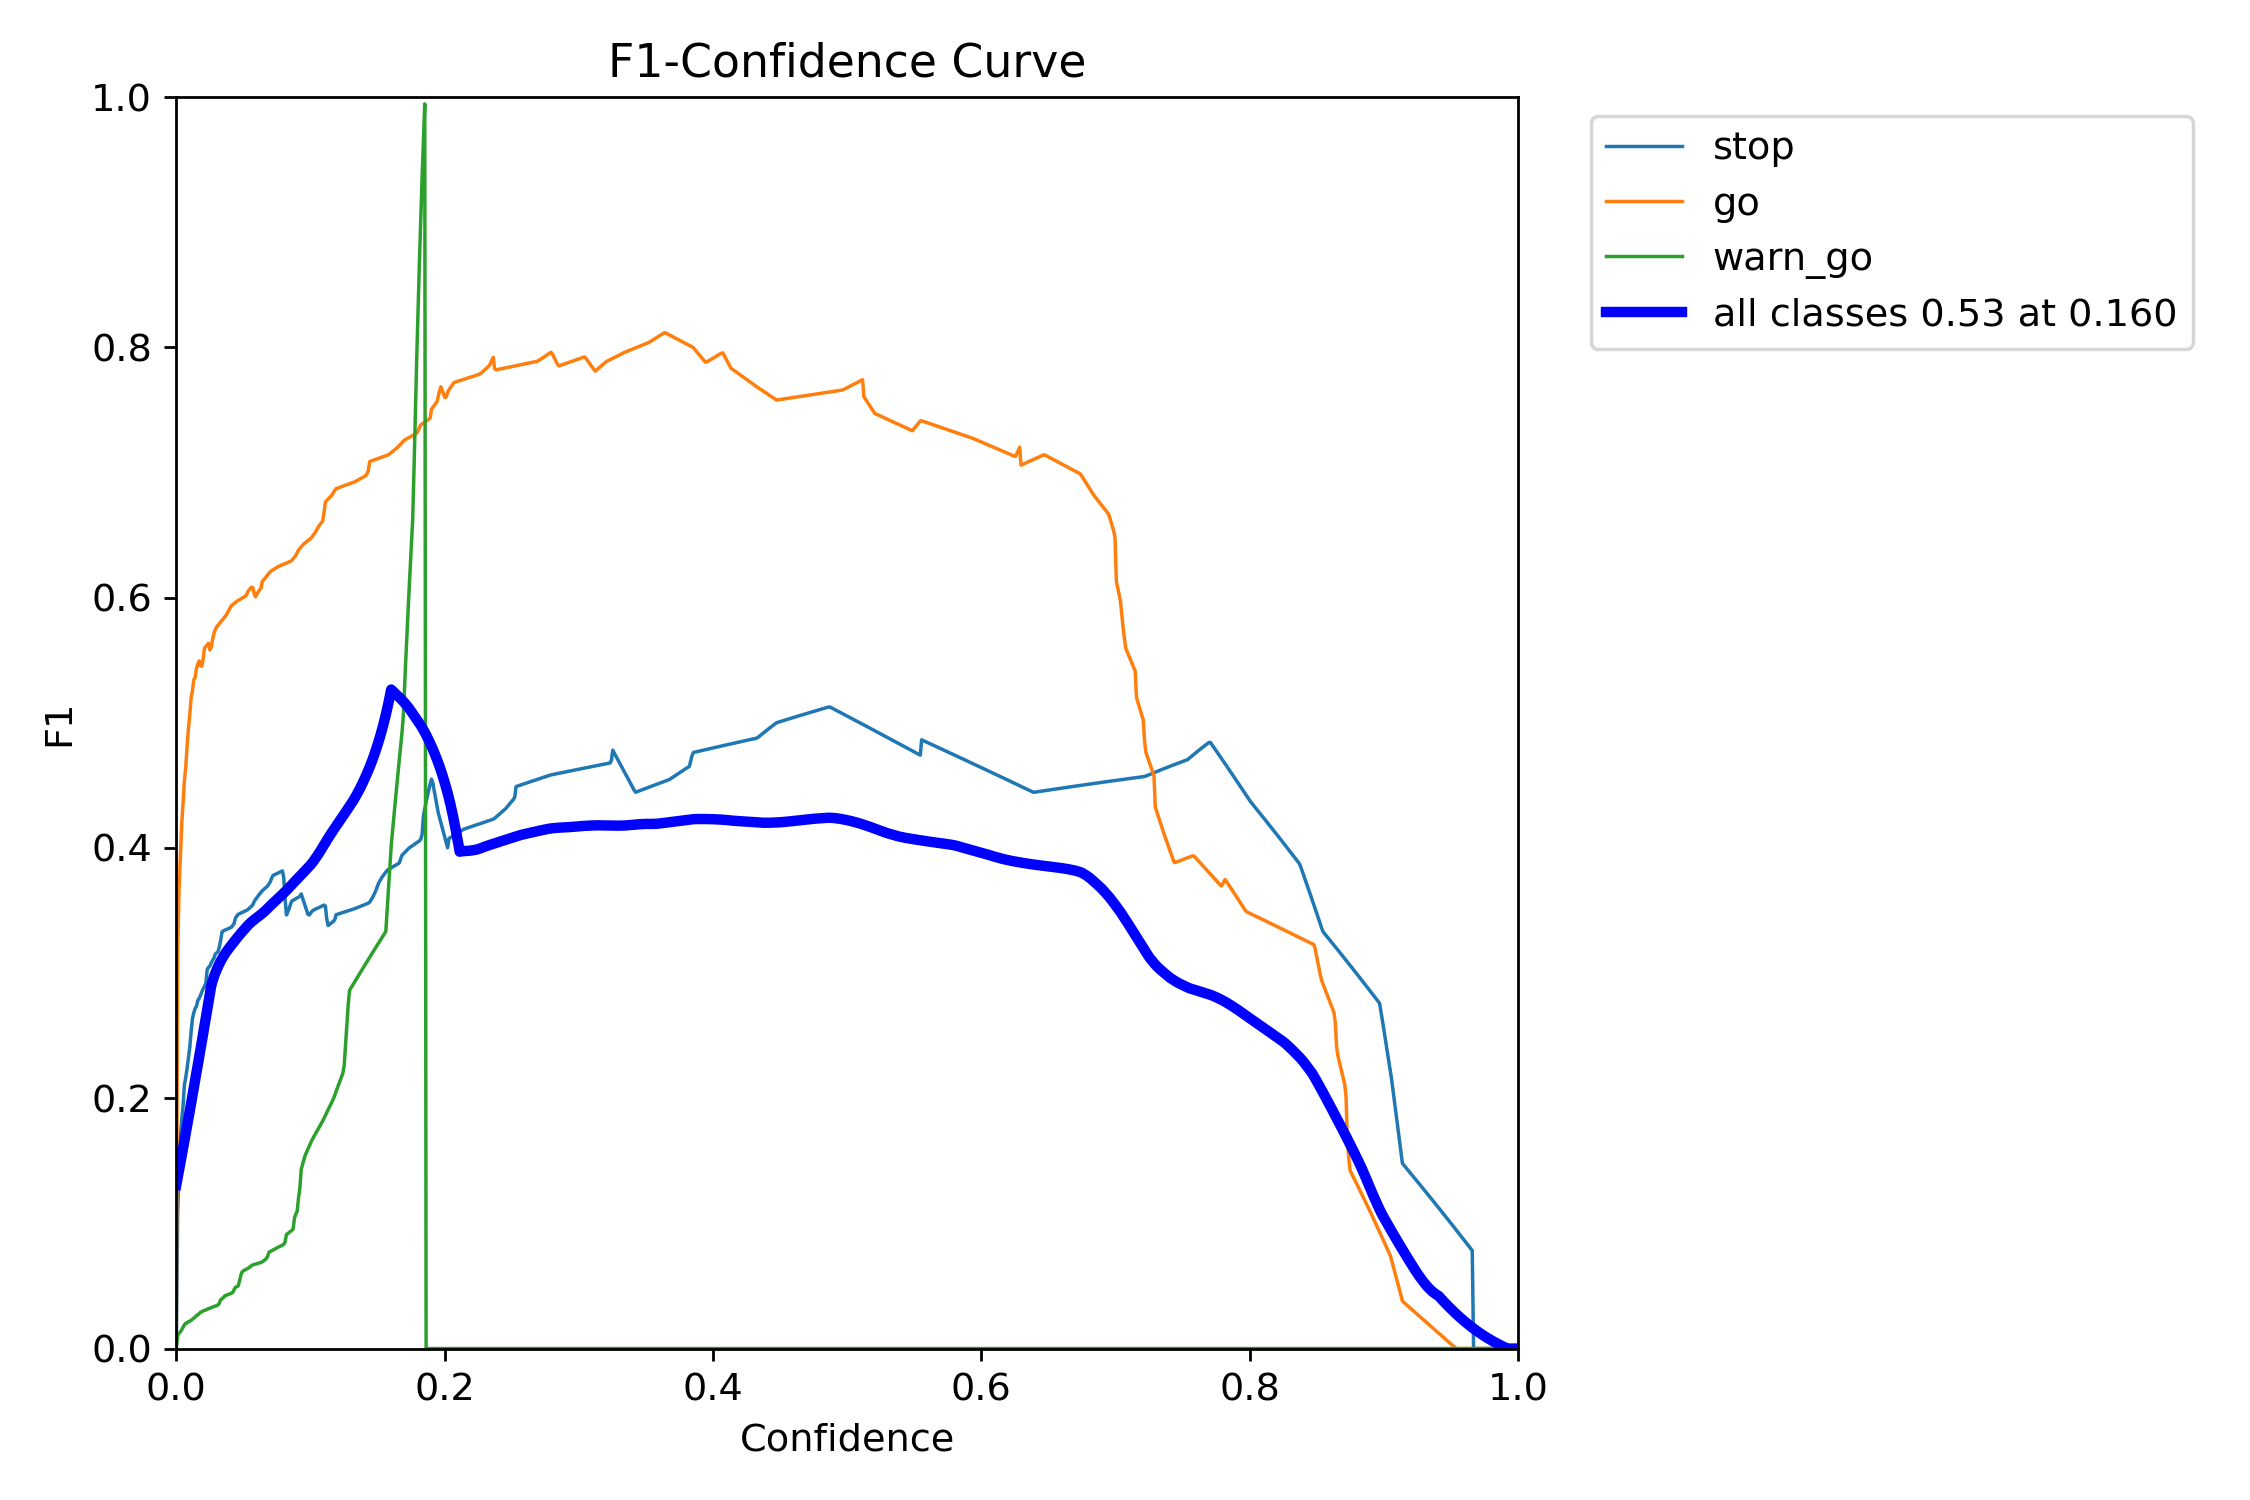 F1-Confidence Curve
1.0
0.8
0.6
0.4
0.2
0.0
F1
0.0 0.2 0.4 0.6 0.8 1.0
Confidence
stop
go
warn_go
all classes 0.53 at 0.160